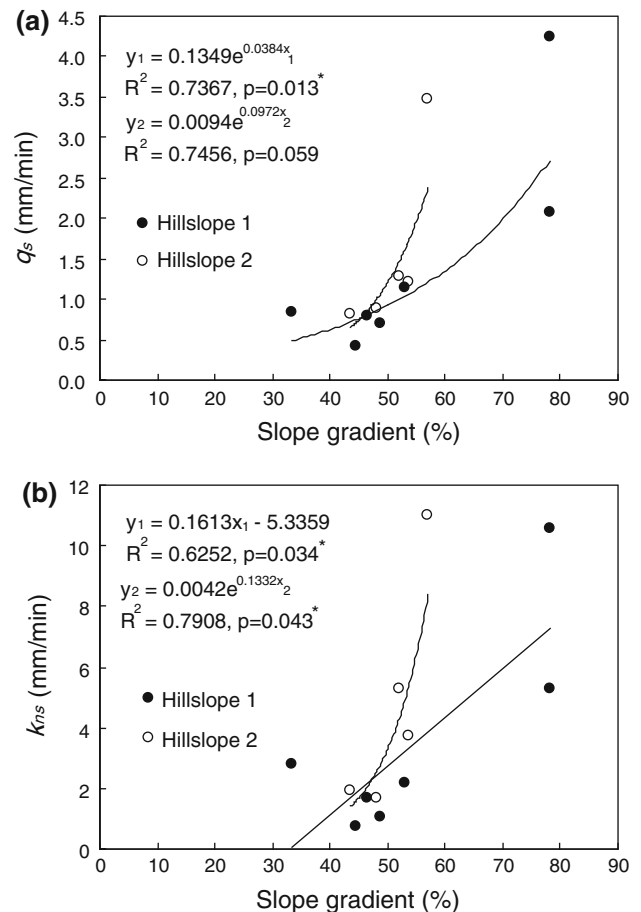 (a)
y₁ = 0.1349e^0.0384x₁
R² = 0.7367, p=0.013*
y₂ = 0.0094e^0.0972x₂
R² = 0.7456, p=0.059
Hillslope 1
Hillslope 2
qs (mm/min)
4.5
4.0
3.5
3.0
2.5
2.0
1.5
1.0
0.5
0.0
0 10 20 30 40 50 60 70 80 90
Slope gradient (%)
(b)
y₁ = 0.1613x₁ - 5.3359
R² = 0.6252, p=0.034*
y₂ = 0.0042e^0.1332x₂
R² = 0.7908, p=0.043*
Hillslope 1
Hillslope 2
kns (mm/min)
12
10
8
6
4
2
0
0 10 20 30 40 50 60 70 80 90
Slope gradient (%)